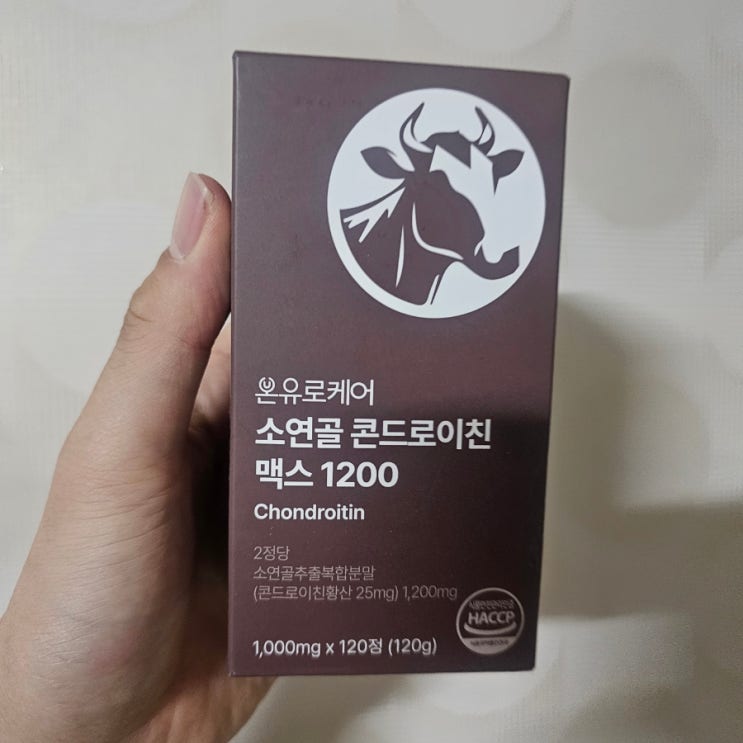 온유로케어
소연골 콘드로이친
맥스 1200
Chondroitin
2정당
소연골추출복합분말
(콘드로이친황산 25mg) 1,200mg
1,000mg x 120정 (120g)
HACCP